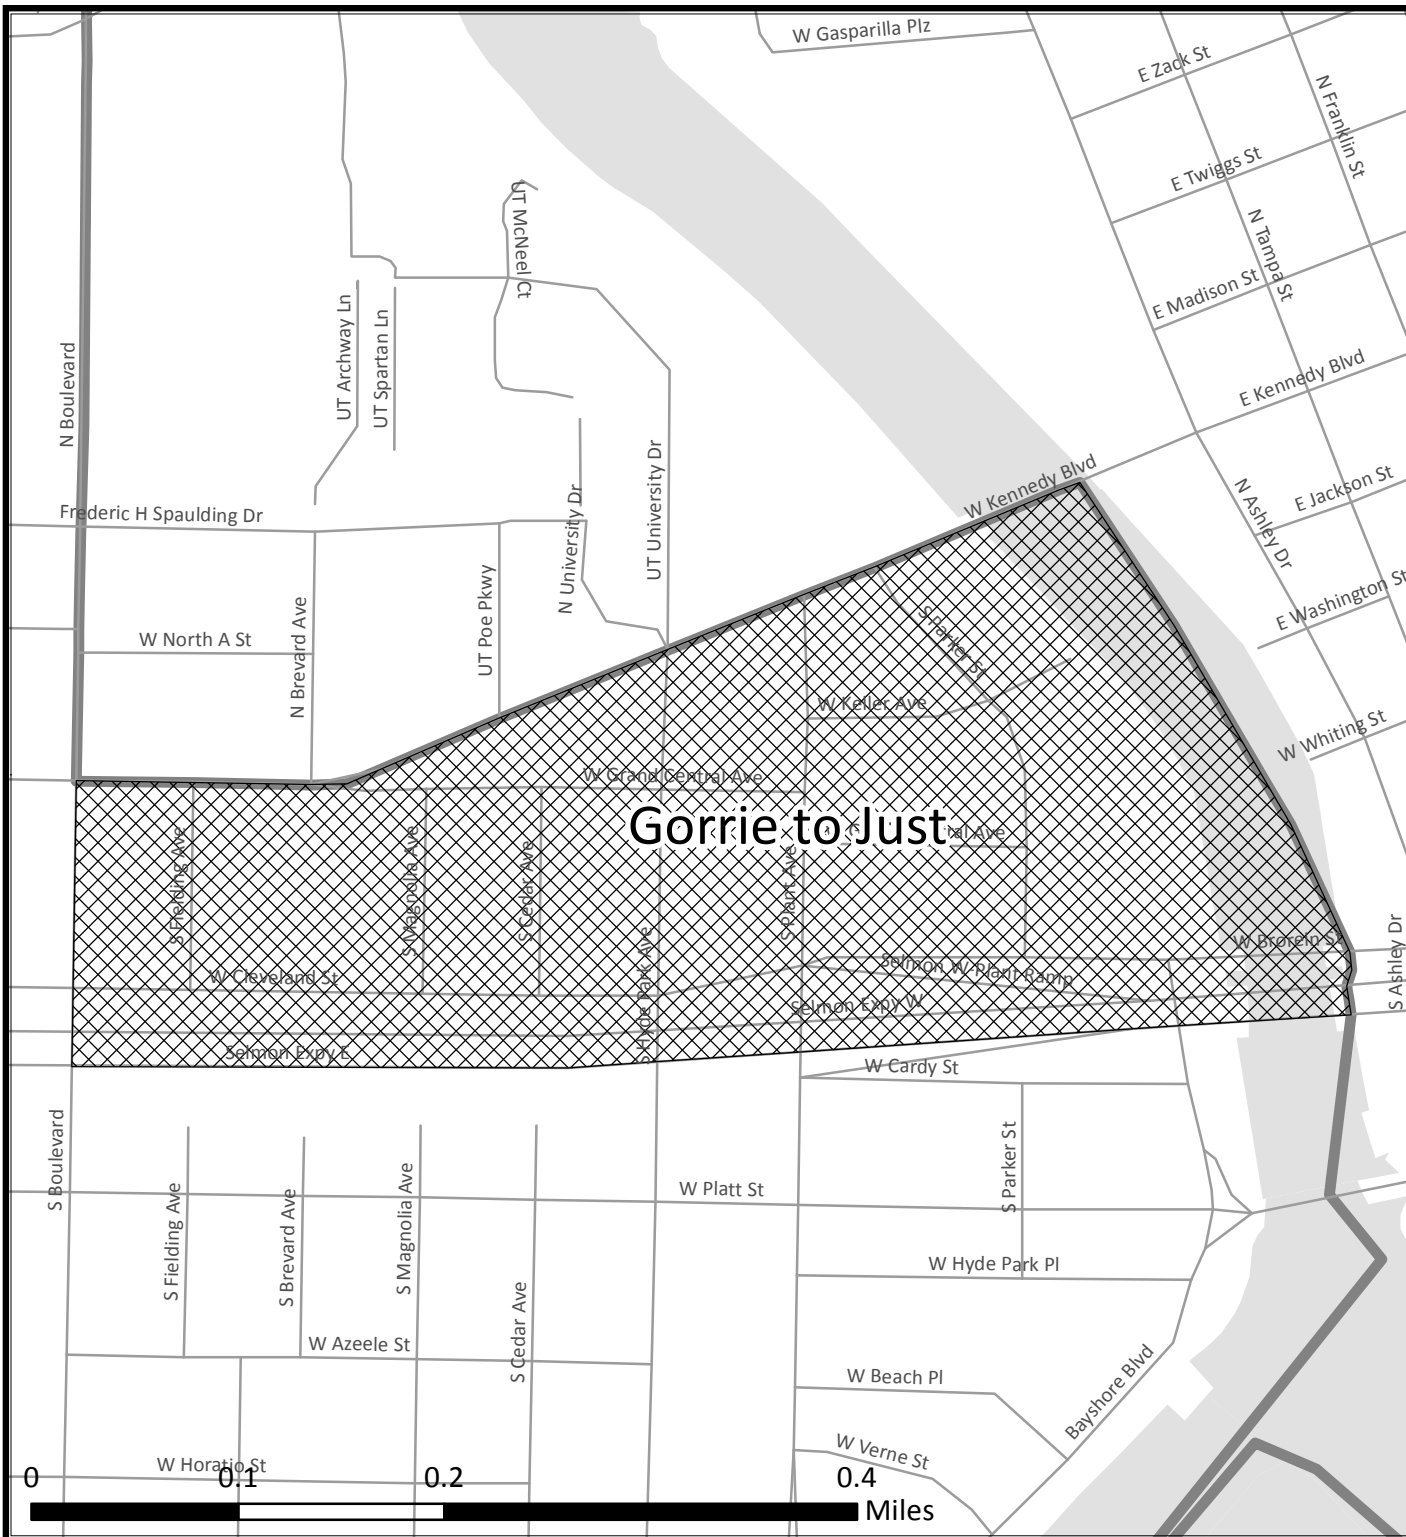 W Gasparilla Plz
E Zack St
N Franklin St
E Twiggs St
UT McNeel Ct
N Tampa St
E Madison St
UT Archway Ln
UT Spartan Ln
N Boulevard
E Kennedy Blvd
W Kennedy Blvd
UT University Dr
N University Dr
N Ashley Dr
E Jackson St
Frederic H Spaulding Dr
E Washington St
UT Poe Pkwy
N Brevard Ave
W North A St
S Parker St
W Keller Ave
W Whiting St
W Grand Central Ave
Gorrie to Just
ral Ave
S Fielding Ave
S Magnolia Ave
S Cedar Ave
S Plant Ave
S Hyde Park Ave
W Brorein St
S Ashley Dr
W Cleveland St
Selmon W-Plant Ramp
Selmon Expy W
Selmon Expy E
W Cardy St
S Boulevard
S Parker St
W Platt St
S Fielding Ave
S Brevard Ave
S Magnolia Ave
S Cedar Ave
W Hyde Park Pl
W Azeele St
W Beach Pl
Bayshore Blvd
W Verne St
W Horatio St
0 0.1 0.2 0.4
Miles